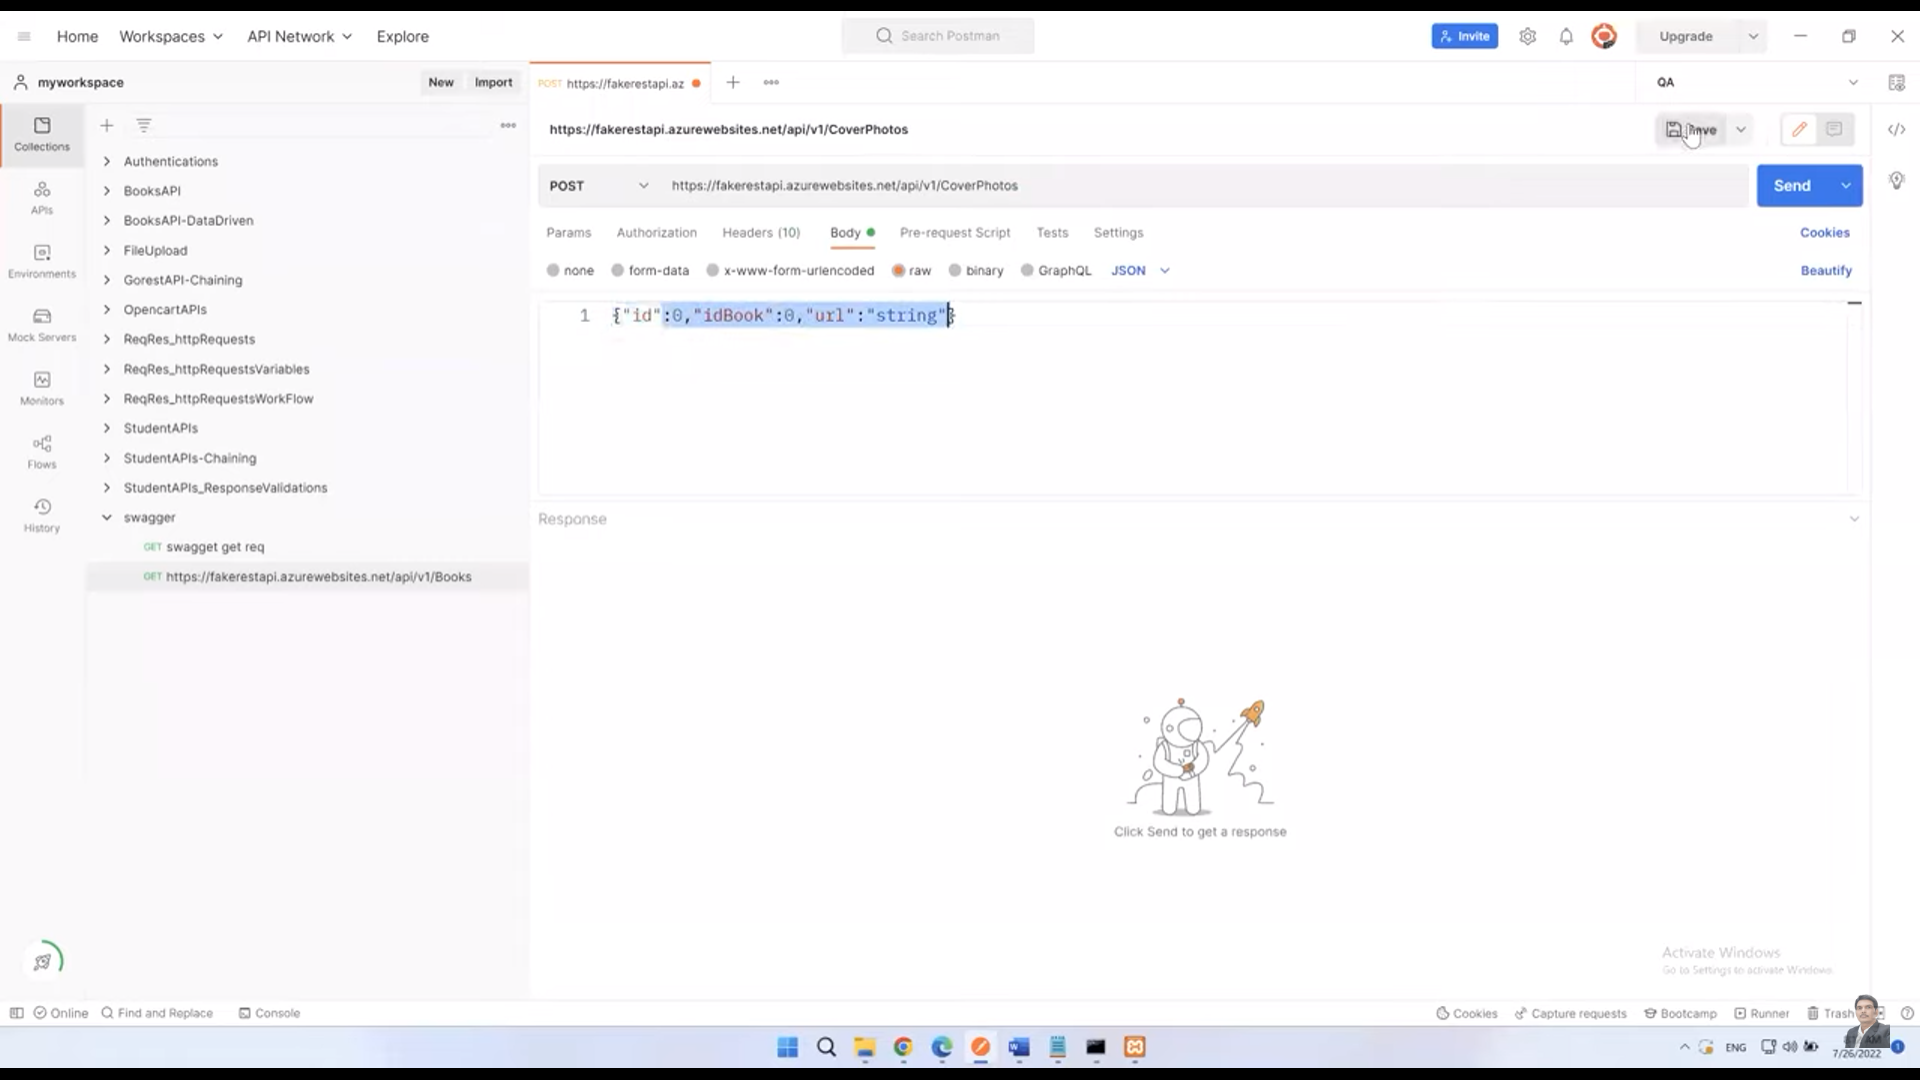 Home Workspaces API Network Explore Search Postman Invite Upgrade
myworkspace New Import POST https://fakerestapi.az QA
https://fakerestapi.azurewebsites.net/api/v1/CoverPhotos
Collections
Authentications
BooksAPI
BooksAPI-DataDriven
FileUpload
GorestAPI-Chaining
OpencartAPIs
ReqRes_httpRequests
ReqRes_httpRequestsVariables
ReqRes_httpRequestsWorkFlow
StudentAPIs
StudentAPIs-Chaining
StudentAPIs_ResponseValidations
swagger
GET swagget get req
GET https://fakerestapi.azurewebsites.net/api/v1/Books
APIs
Environments
Mock Servers
Monitors
Flows
History
POST https://fakerestapi.azurewebsites.net/api/v1/CoverPhotos Send
Params Authorization Headers (10) Body Pre-request Script Tests Settings Cookies
none form-data x-www-form-urlencoded raw binary GraphQL JSON Beautify
1 {"id":0,"idBook":0,"url":"string"}
Response
Click Send to get a response
Activate Windows
Go to Settings to activate Windows.
Online Find and Replace Console Cookies Capture requests Bootcamp Runner Trash
ENG
7/26/2022
1